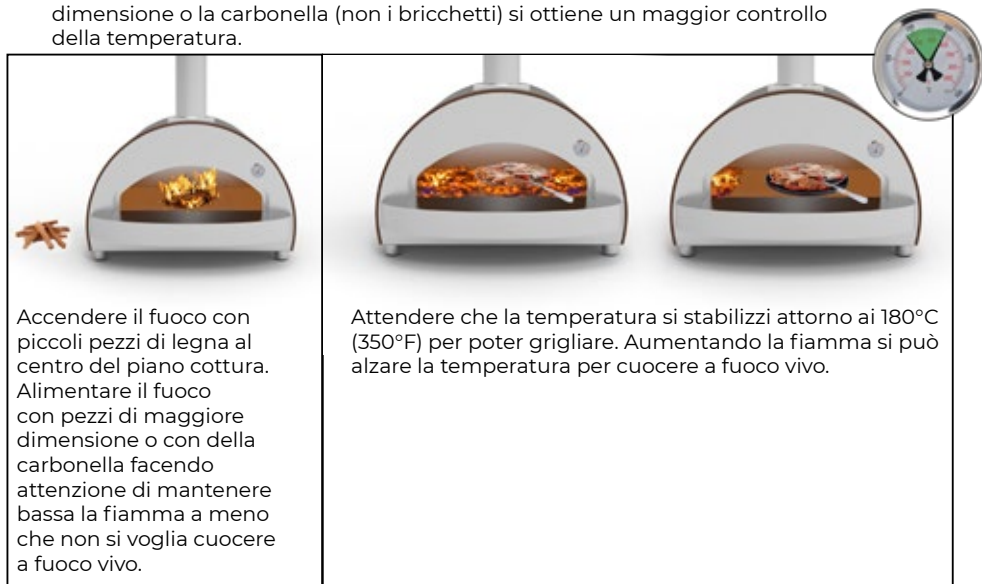 dimensione o la carbonella (non i bricchetti) si ottiene un maggior controllo
della temperatura.
Accendere il fuoco con
piccoli pezzi di legna al
centro del piano cottura.
Alimentare il fuoco
con pezzi di maggiore
dimensione o con della
carbonella facendo
attenzione di mantenere
bassa la fiamma a meno
che non si voglia cuocere
a fuoco vivo.
Attendere che la temperatura si stabilizzi attorno ai 180°C
(350°F) per poter grigliare. Aumentando la fiamma si può
alzare la temperatura per cuocere a fuoco vivo.